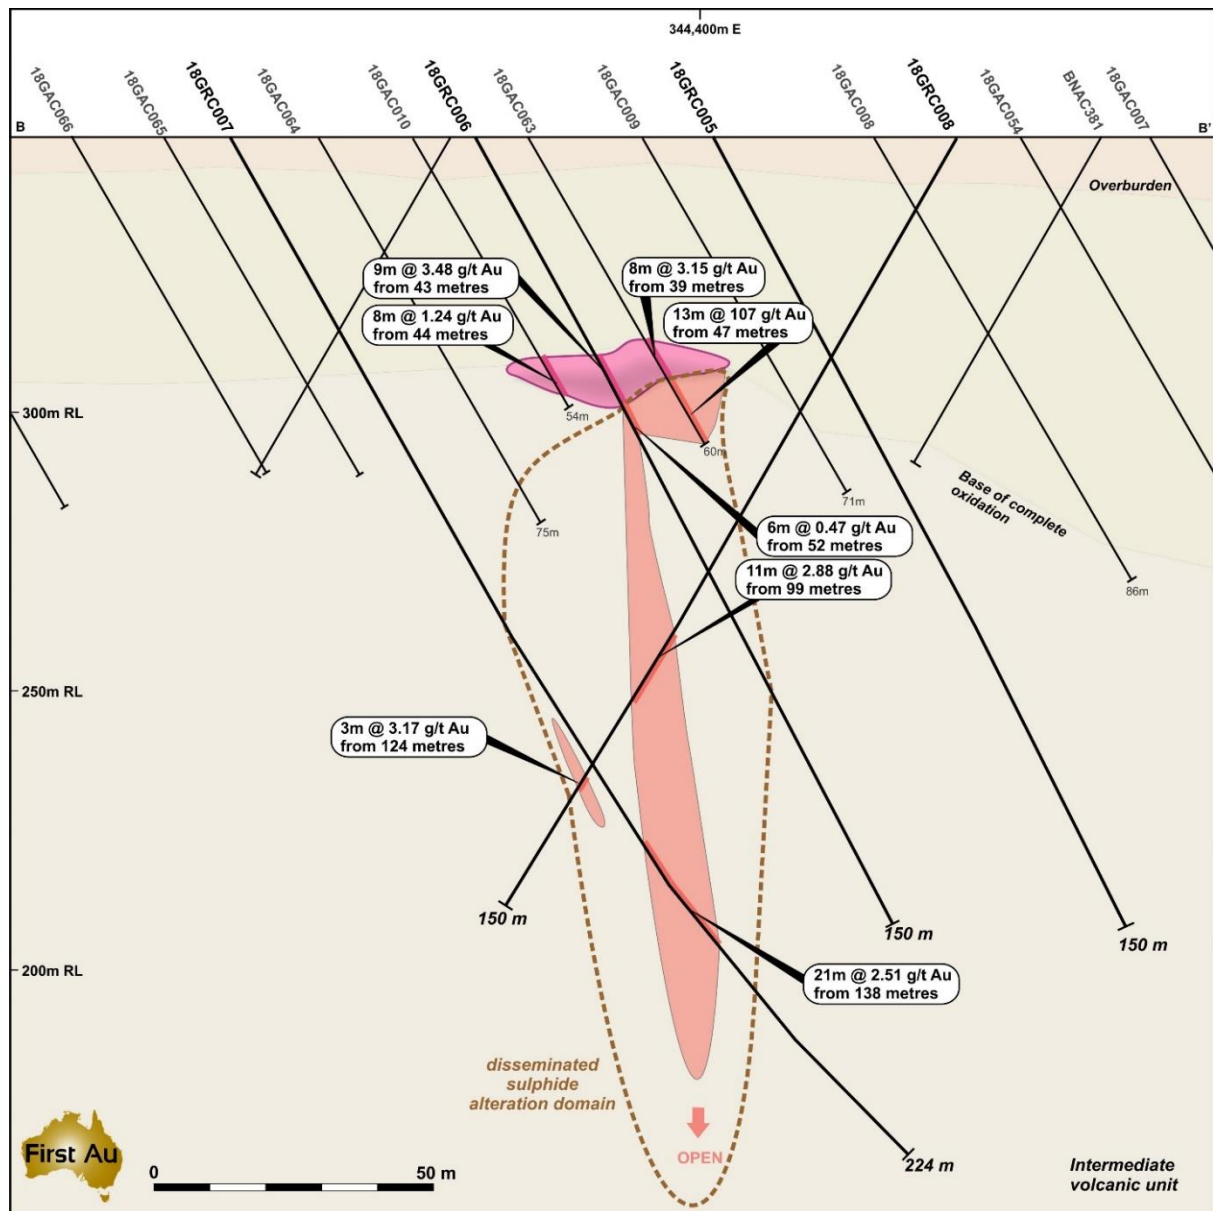 344,400m E
18GAC066
18GAC065
18GRC007
18GAC064
18GAC010
18GRC006
18GAC063
18GAC009
18GRC005
18GAC008
18GRC008
18GAC054
BNAC381
18GAC007
B
B'
Overburden
9m @ 3.48 g/t Au
from 43 metres
8m @ 3.15 g/t Au
from 39 metres
8m @ 1.24 g/t Au
from 44 metres
13m @ 107 g/t Au
from 47 metres
300m RL
54m
60m
71m
75m
Base of complete
oxidation
6m @ 0.47 g/t Au
from 52 metres
11m @ 2.88 g/t Au
from 99 metres
86m
250m RL
3m @ 3.17 g/t Au
from 124 metres
150 m
150 m
150 m
200m RL
21m @ 2.51 g/t Au
from 138 metres
disseminated
sulphide
alteration domain
OPEN
224 m
First Au
0
50 m
Intermediate
volcanic unit